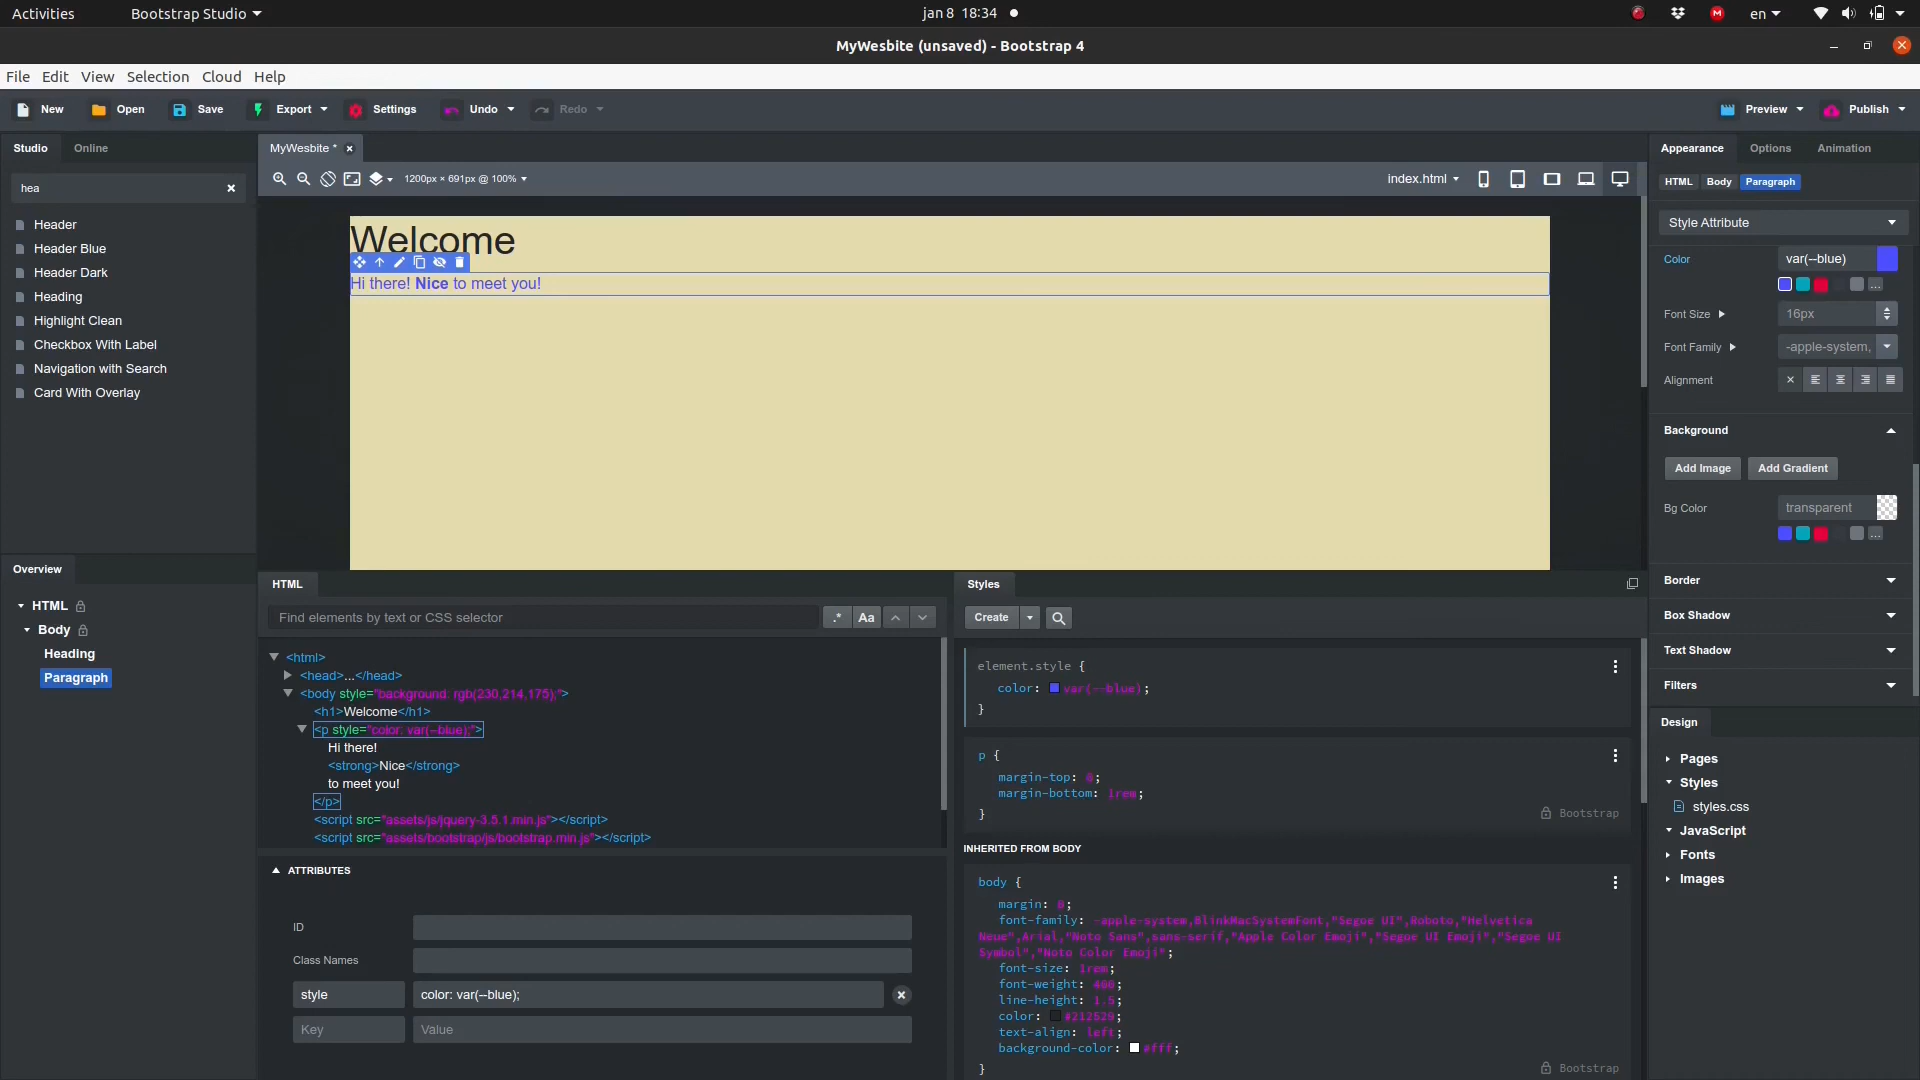 Activities
Bootstrap Studio
jan 8 18:34
en
MyWesbite (unsaved) - Bootstrap 4
File Edit View Selection Cloud Help
New Open Save Export Settings Undo Redo
Preview Publish
Studio Online
hea
Header
Header Blue
Header Dark
Heading
Highlight Clean
Checkbox With Label
Navigation with Search
Card With Overlay
Overview
HTML
Body
Heading
Paragraph
MyWesbite *
1200px × 691px @ 100%
index.html
Welcome
Hi there! Nice to meet you!
HTML
Find elements by text or CSS selector
.* Aa
<html>
<head>...</head>
<body style="background: rgb(230,214,175);">
<h1>Welcome</h1>
<p style="color: var(--blue);">
Hi there!
<strong>Nice</strong>
to meet you!
</p>
<script src="assets/js/jquery-3.5.1.min.js"></script>
<script src="assets/bootstrap/js/bootstrap.min.js"></script>
ATTRIBUTES
ID
Class Names
style color: var(--blue);
Key Value
Styles
Create
element.style {
color: var(--blue);
}
p {
margin-top: 0;
margin-bottom: 1rem;
}
Bootstrap
INHERITED FROM BODY
body {
margin: 0;
font-family: -apple-system,BlinkMacSystemFont,"Segoe UI",Roboto,"Helvetica
Neue",Arial,"Noto Sans",sans-serif,"Apple Color Emoji","Segoe UI Emoji","Segoe UI
Symbol","Noto Color Emoji";
font-size: 1rem;
font-weight: 400;
line-height: 1.5;
color: #212529;
text-align: left;
background-color: #fff;
}
Bootstrap
Appearance Options Animation
HTML Body Paragraph
Style Attribute
Color var(--blue)
...
Font Size 16px
Font Family -apple-system,
Alignment
Background
Add Image Add Gradient
Bg Color transparent
...
Border
Box Shadow
Text Shadow
Filters
Design
Pages
Styles
styles.css
JavaScript
Fonts
Images